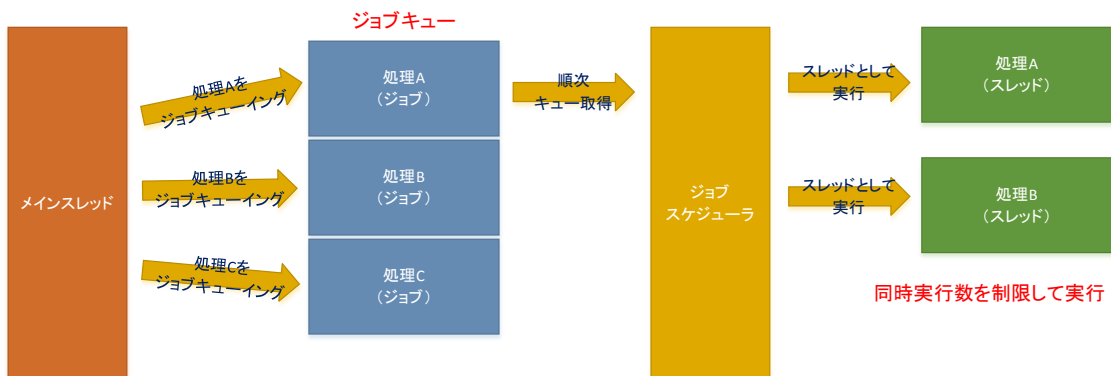 ジョブキュー
メインスレッド
処理Aを
ジョブキューイング
処理Bを
ジョブキューイング
処理Cを
ジョブキューイング
処理A
(ジョブ)
処理B
(ジョブ)
処理C
(ジョブ)
順次
キュー取得
ジョブ
スケジューラ
スレッドとして
実行
スレッドとして
実行
処理A
(スレッド)
処理B
(スレッド)
同時実行数を制限して実行